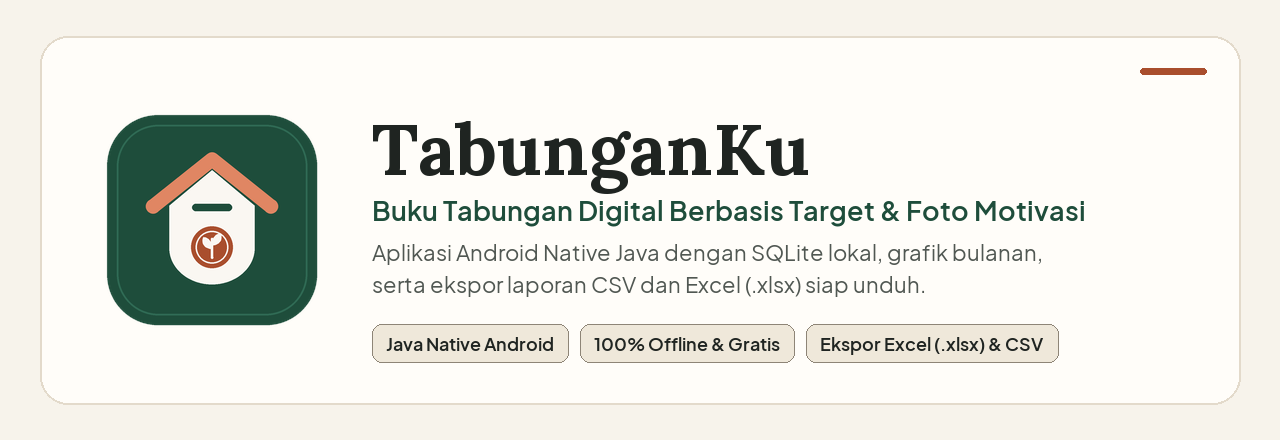 TabunganKu
Buku Tabungan Digital Berbasis Target & Foto Motivasi
Aplikasi Android Native Java dengan SQLite lokal, grafik bulanan,
serta ekspor laporan CSV dan Excel (.xlsx) siap unduh.
Java Native Android
100% Offline & Gratis
Ekspor Excel (.xlsx) & CSV